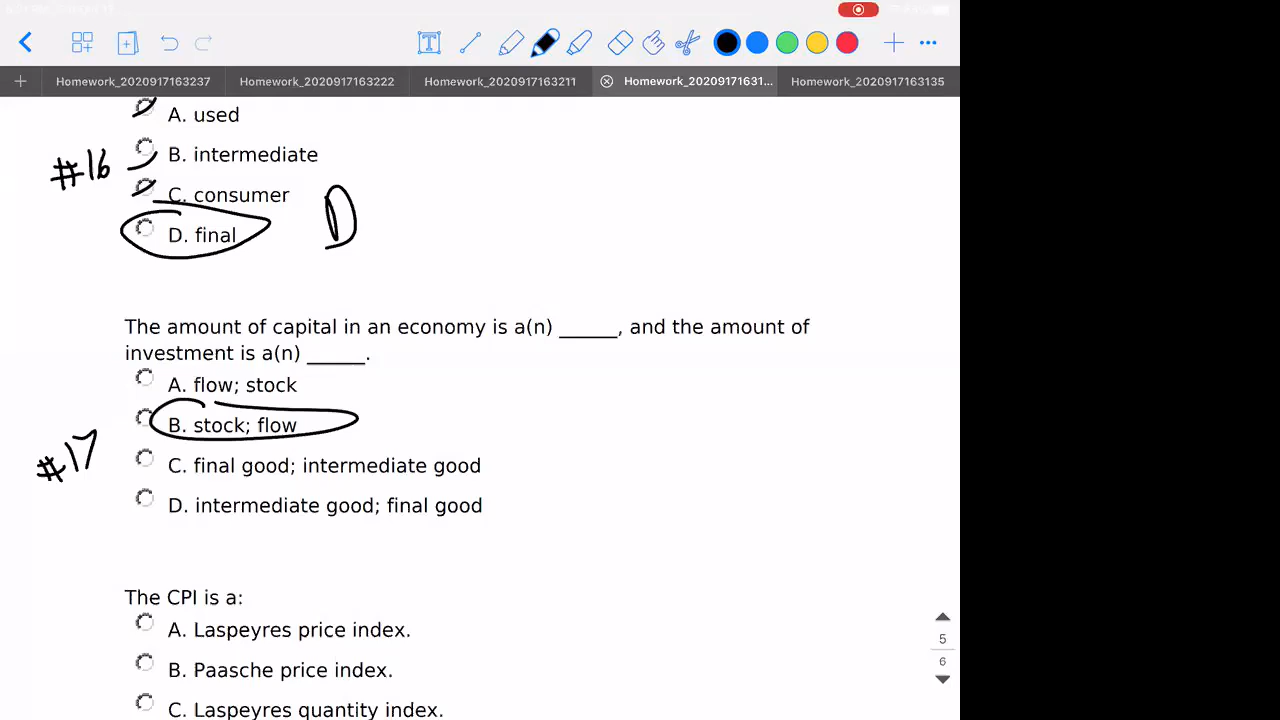 Homework_2020917163237
Homework_2020917163222
Homework_2020917163211
Homework_20209171631...
Homework_2020917163135
A. used
#16
B. intermediate
C. consumer
D. final
D
The amount of capital in an economy is a(n) ______, and the amount of
investment is a(n) ______.
A. flow; stock
B. stock; flow
#17
C. final good; intermediate good
D. intermediate good; final good
The CPI is a:
A. Laspeyres price index.
5
6
B. Paasche price index.
C. Laspeyres quantity index.